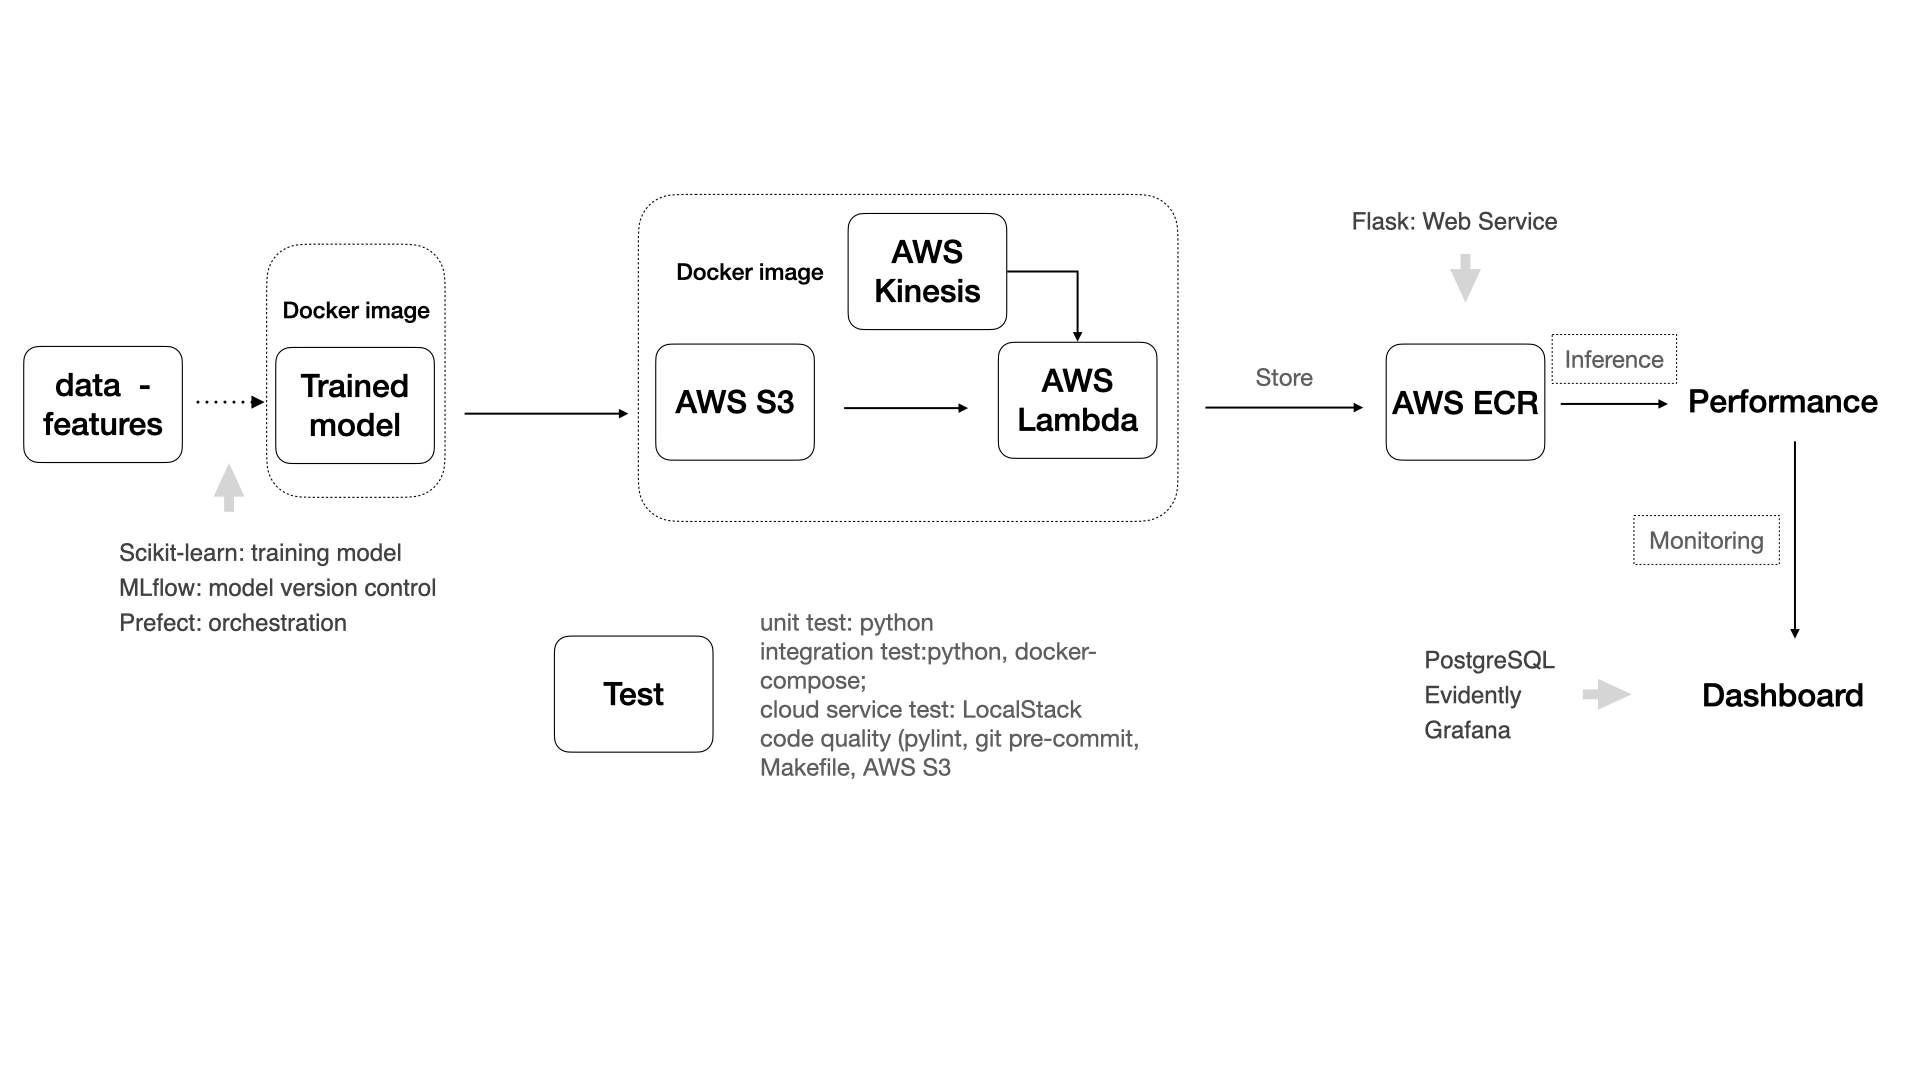 data -
features
Docker image
Trained
model
Scikit-learn: training model
MLflow: model version control
Prefect: orchestration
Docker image
AWS
Kinesis
AWS S3
AWS
Lambda
Store
Flask: Web Service
AWS ECR
Inference
Performance
Monitoring
PostgreSQL
Evidently
Grafana
Dashboard
Test
unit test: python
integration test:python, docker-
compose;
cloud service test: LocalStack
code quality (pylint, git pre-commit,
Makefile, AWS S3